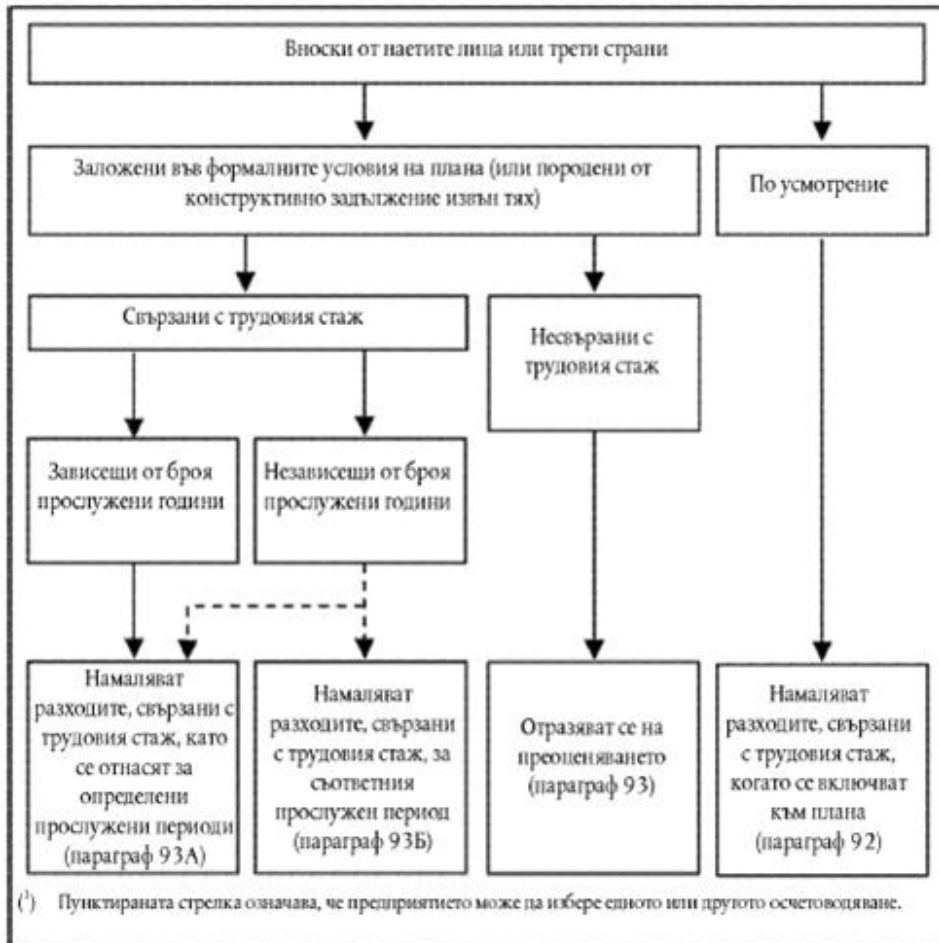 Вноски от наетите лица или трети страни
Заложени във формалните условия на плана (или породени от
конструктивно задължение извън тях)
По усмотрение
Свързани с трудовия стаж
Несвързани с
трудовия стаж
Зависещи от броя
прослужени години
Независещи от броя
прослужени години
Намаляват
разходите, свързани с
трудовия стаж, като
се отнасят за
определени
прослужени периоди
(параграф 93А)
Намаляват
разходите, свързани
с трудовия стаж, за
съответния
прослужен период
(параграф 93Б)
Отразяват се на
преоценяването
(параграф 93)
Намаляват
разходите, свързани
с трудовия стаж,
когато се включват
към плана
(параграф 92)
(¹) Пунктираната стрелка означава, че предприятието може да избере едното или другото осчетоводяване.